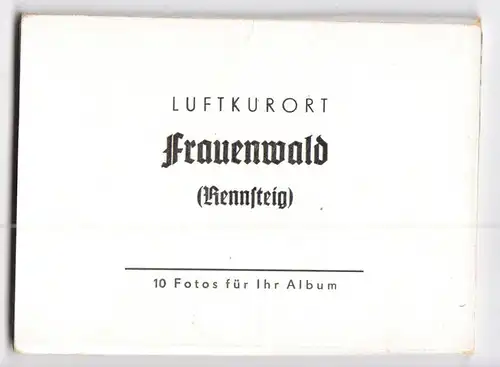 LUFTKURORT
Frauenwald
(Rennſteig)
10 Fotos für Ihr Album